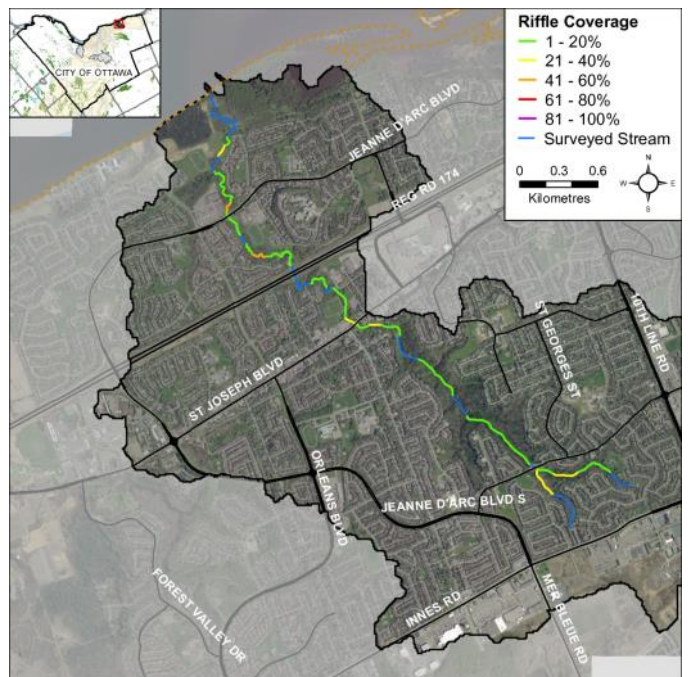 CITY OF OTTAWA
Riffle Coverage
1 - 20%
21 - 40%
41 - 60%
61 - 80%
81 - 100%
Surveyed Stream
0 0.3 0.6
Kilometres
N
W E
S
JEANNE D'ARC BLVD
REG RD 174
10TH LINE RD
ST GEORGES ST
ST JOSEPH BLVD
ORLEANS BLVD
JEANNE D'ARC BLVD S
FOREST VALLEY DR
INNES RD
MER BLEUE RD